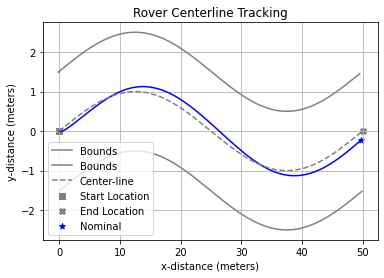 Rover Centerline Tracking
y-distance (meters)
2
1
0
−1
−2
Bounds
Bounds
Center-line
Start Location
End Location
Nominal
0
10
20
30
40
50
x-distance (meters)